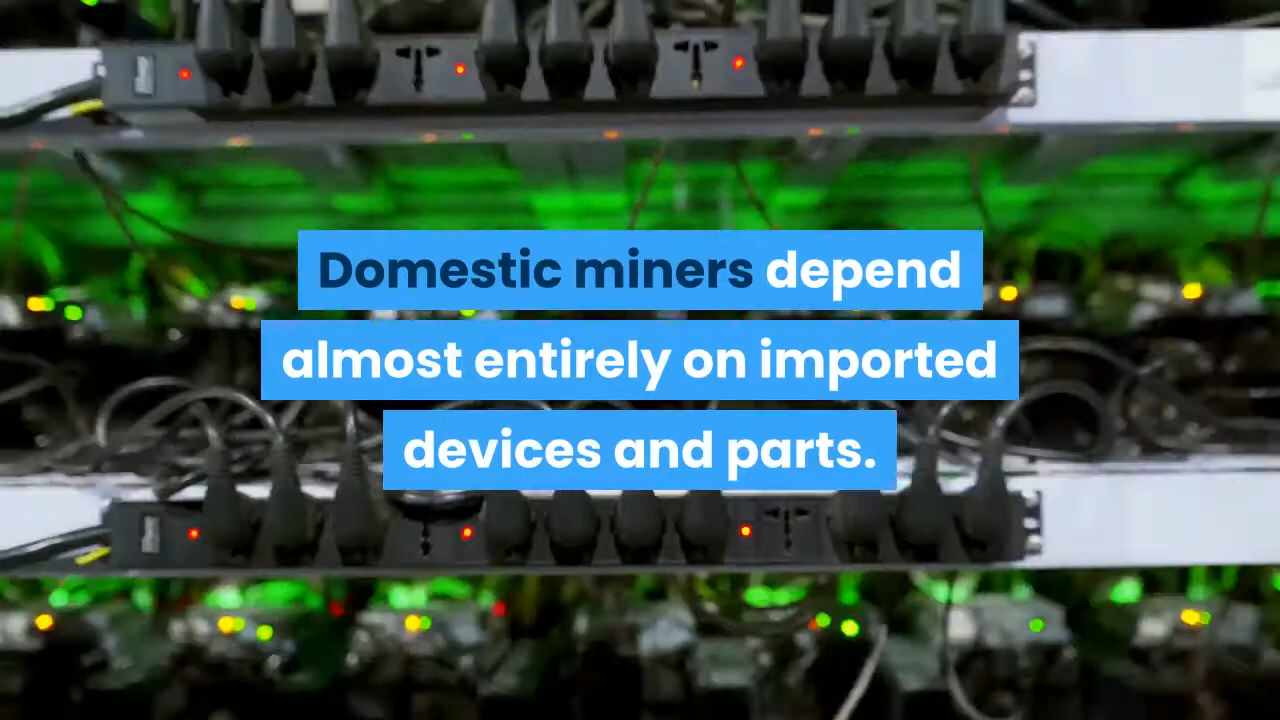 Domestic miners depend
almost entirely on imported
devices and parts.